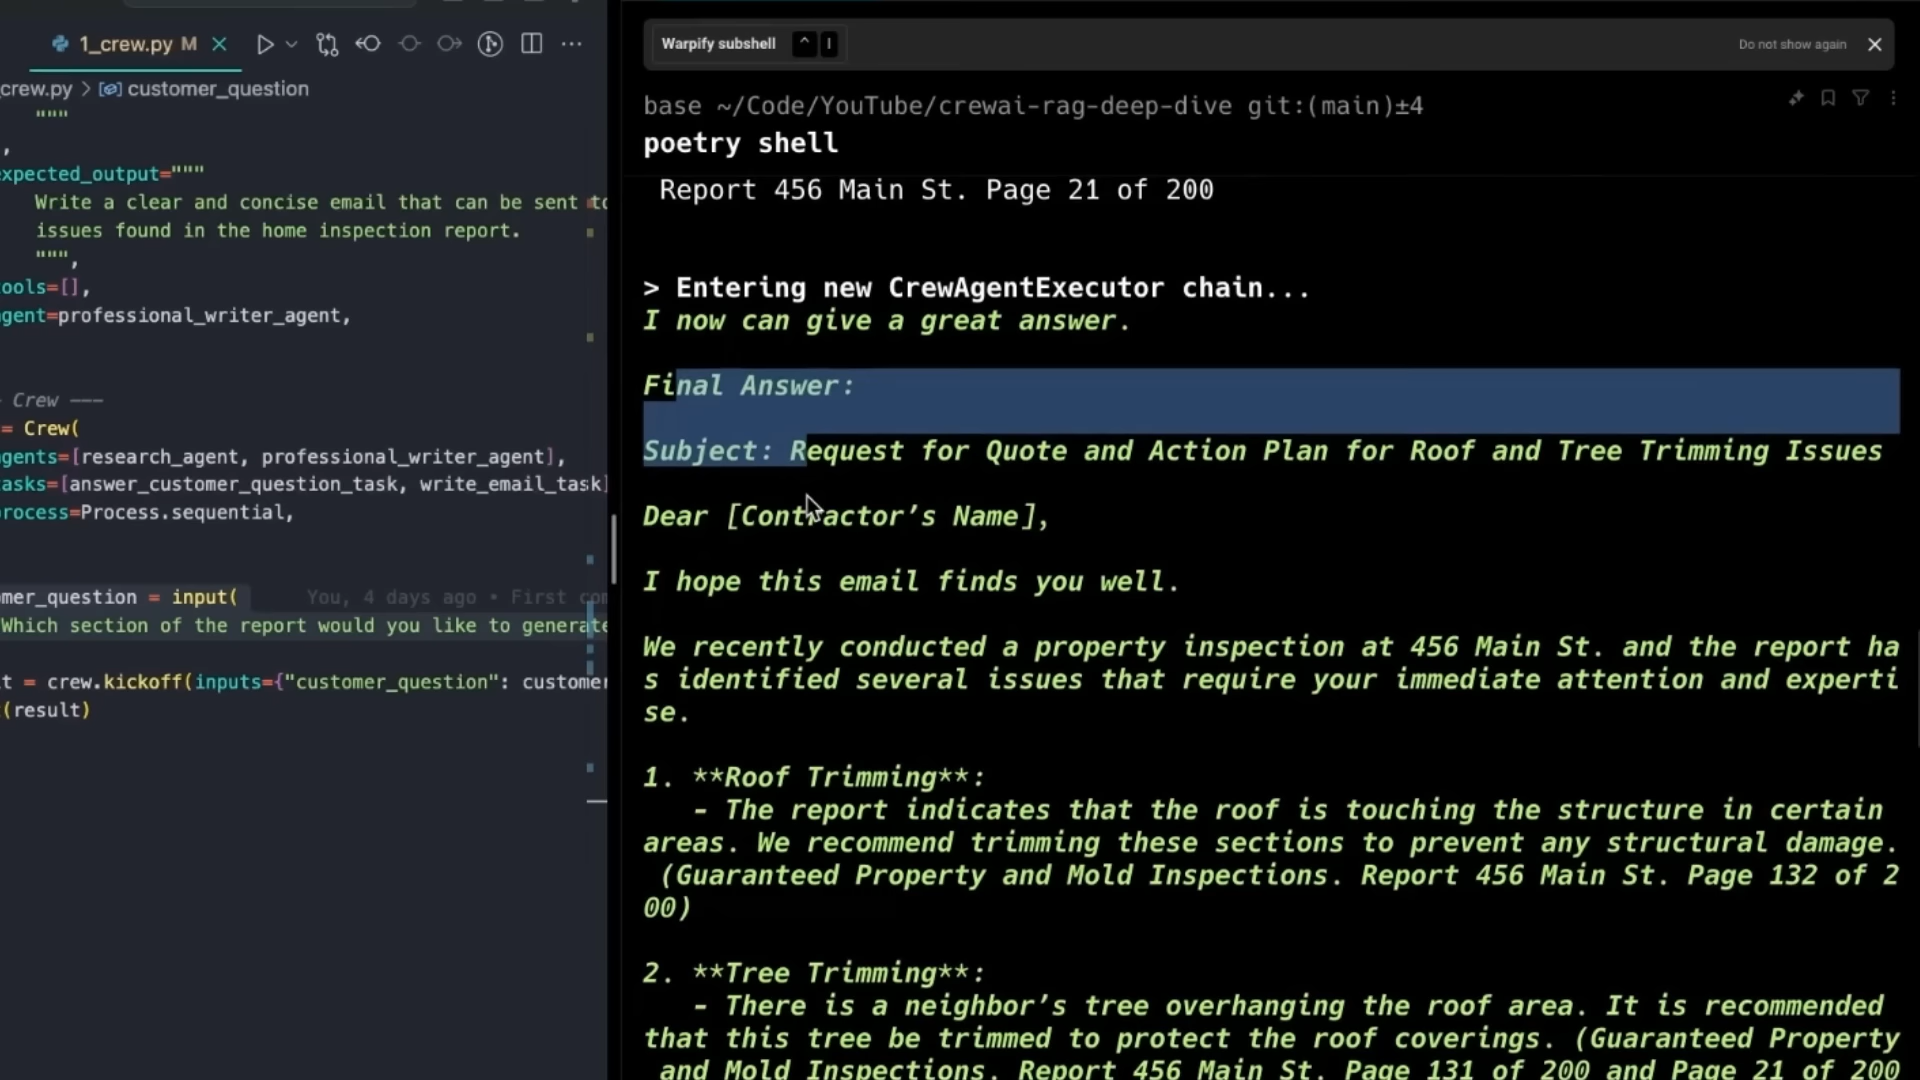 1_crew.py M
crew.py > customer_question
"""
,
expected_output="""
Write a clear and concise email that can be sent to
issues found in the home inspection report.
""",
ools=[],
gent=professional_writer_agent,
Crew ---
= Crew(
gents=[research_agent, professional_writer_agent],
asks=[answer_customer_question_task, write_email_task]
rocess=Process.sequential,
mer_question = input( You, 4 days ago • First com
Which section of the report would you like to generate
t = crew.kickoff(inputs={"customer_question": customer
(result)
Warpify subshell ^ I
Do not show again
base ~/Code/YouTube/crewai-rag-deep-dive git:(main)±4
poetry shell
Report 456 Main St. Page 21 of 200
> Entering new CrewAgentExecutor chain...
I now can give a great answer.
Final Answer:
Subject: Request for Quote and Action Plan for Roof and Tree Trimming Issues
Dear [Contractor’s Name],
I hope this email finds you well.
We recently conducted a property inspection at 456 Main St. and the report ha
s identified several issues that require your immediate attention and experti
se.
1. **Roof Trimming**:
- The report indicates that the roof is touching the structure in certain
areas. We recommend trimming these sections to prevent any structural damage.
(Guaranteed Property and Mold Inspections. Report 456 Main St. Page 132 of 2
00)
2. **Tree Trimming**:
- There is a neighbor’s tree overhanging the roof area. It is recommended
that this tree be trimmed to protect the roof coverings. (Guaranteed Property
and Mold Inspections. Report 456 Main St. Page 131 of 200 and Page 21 of 200